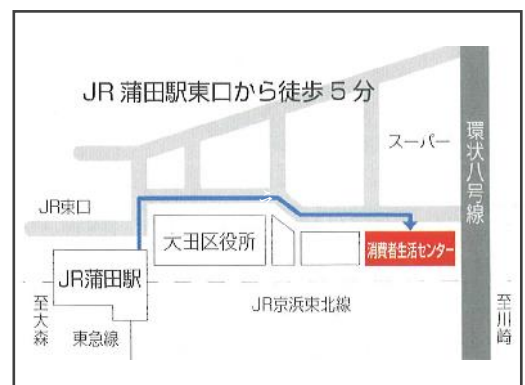 JR蒲田駅東口から徒歩5分
スーパー
環状八号線
JR東口
大田区役所
消費者生活センター
JR蒲田駅
JR京浜東北線
至大森
東急線
至川崎